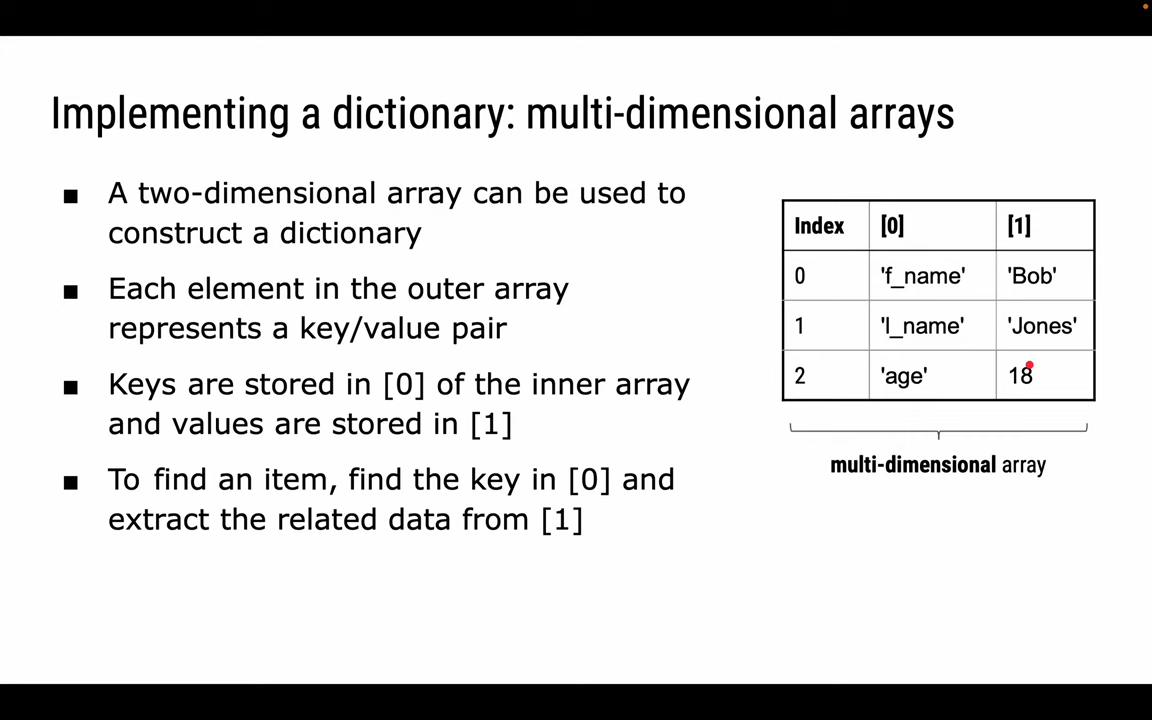 Implementing a dictionary: multi-dimensional arrays
■ A two-dimensional array can be used to
construct a dictionary
■ Each element in the outer array
represents a key/value pair
■ Keys are stored in [0] of the inner array
and values are stored in [1]
■ To find an item, find the key in [0] and
extract the related data from [1]
Index [0] [1]
0 'f_name' 'Bob'
1 'l_name' 'Jones'
2 'age' 18
multi-dimensional array